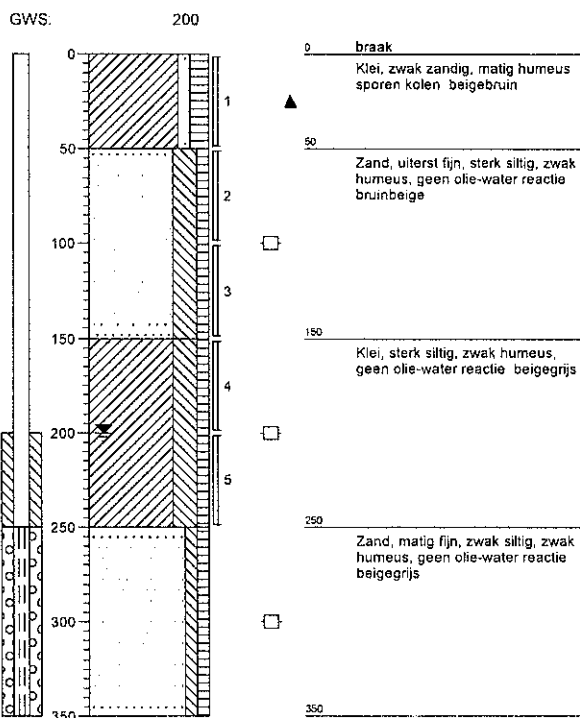 GWS: 200
0
50
100
150
200
250
300
350
1
2
3
4
5
0 braak
Klei, zwak zandig, matig humeus
sporen kolen beigebruin
50
Zand, uiterst fijn, sterk siltig, zwak
humeus, geen olie-water reactie
bruinbeige
150
Klei, sterk siltig, zwak humeus,
geen olie-water reactie beigegrijs
250
Zand, matig fijn, zwak siltig, zwak
humeus, geen olie-water reactie
beigegrijs
350